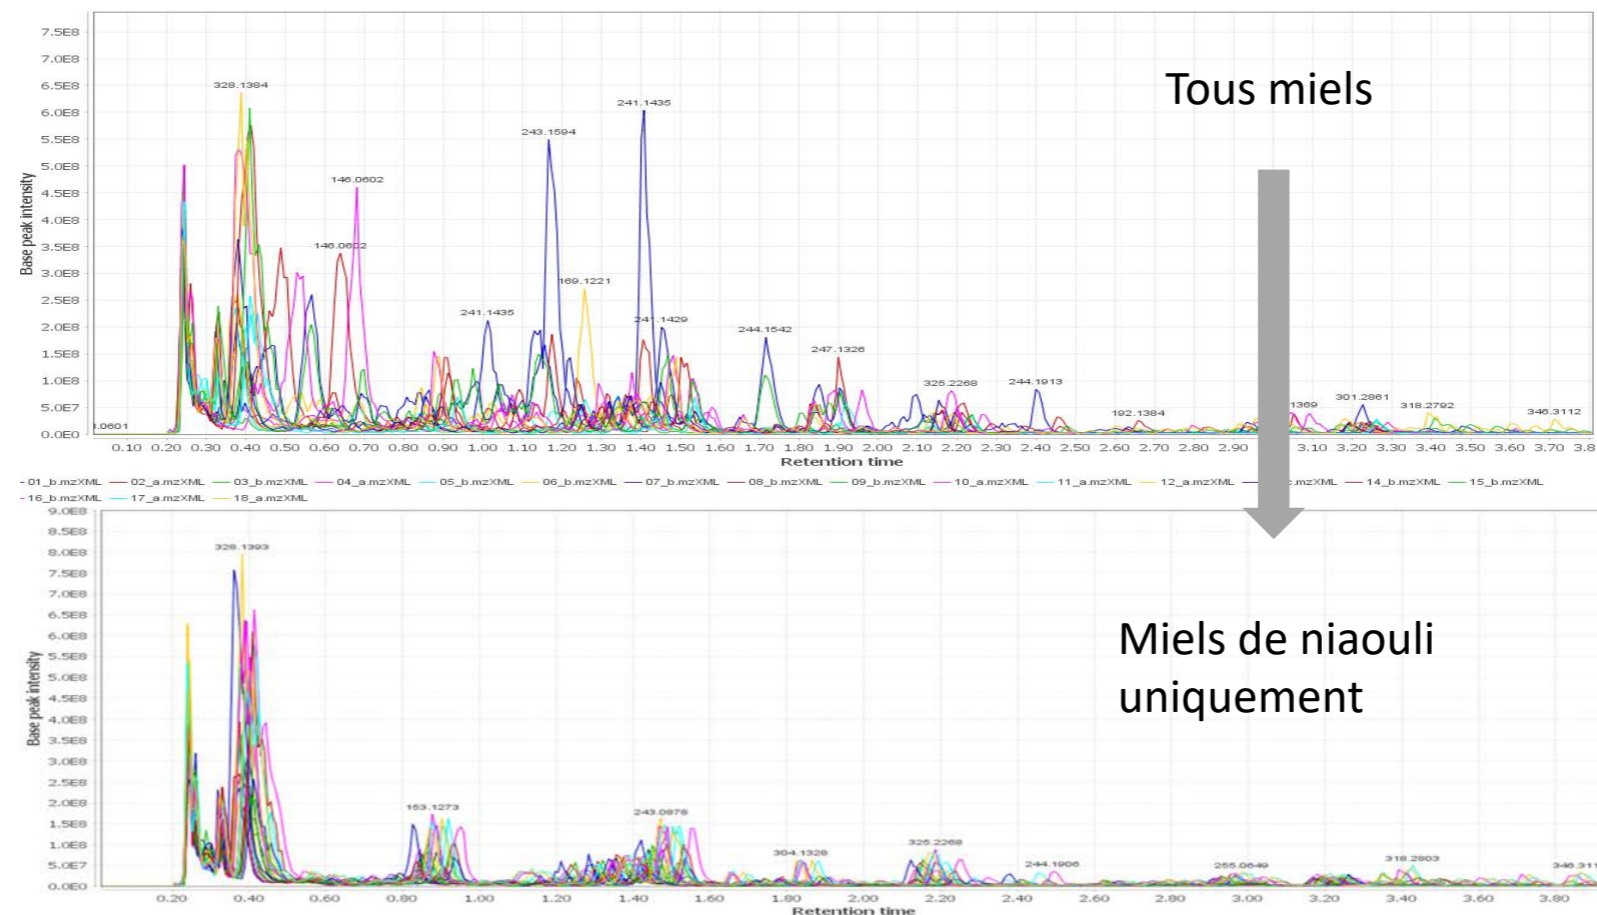 7.5E8
7.0E8
6.5E8
6.0E8
5.5E8
5.0E8
4.5E8
4.0E8
3.5E8
3.0E8
2.5E8
2.0E8
1.5E8
1.0E8
5.0E7
0.0E0
Base peak intensity
328.1384
146.0602
146.0602
241.1435
243.1594
169.1221
241.1435
241.1429
244.1542
247.1326
325.2268
244.1913
192.1384
1369
301.2861
318.2792
346.3112
.0601
Tous miels
0.10 0.20 0.30 0.40 0.50 0.60 0.70 0.80 0.90 1.00 1.10 1.20 1.30 1.40 1.50 1.60 1.70 1.80 1.90 2.00 2.10 2.20 2.30 2.40 2.50 2.60 2.70 2.80 2.90 3.00 3.10 3.20 3.30 3.40 3.50 3.60 3.70 3.8
Retention time
01_b.mzXML 02_a.mzXML 03_b.mzXML 04_a.mzXML 05_b.mzXML 06_b.mzXML 07_b.mzXML 08_b.mzXML 09_b.mzXML 10_a.mzXML 11_a.mzXML 12_a.mzXML c.mzXML 14_b.mzXML 15_b.mzXML
16_b.mzXML 17_a.mzXML 18_a.mzXML
9.0E8
8.5E8
8.0E8
7.5E8
7.0E8
6.5E8
6.0E8
5.5E8
5.0E8
4.5E8
4.0E8
3.5E8
3.0E8
2.5E8
2.0E8
1.5E8
1.0E8
5.0E7
0.0E0
Base peak intensity
328.1393
153.1273
243.0876
304.1328
325.2268
244.1906
255.0649
318.2803
346.311
Miels de niaouli
uniquement
0.20 0.40 0.60 0.80 1.00 1.20 1.40 1.60 1.80 2.00 2.20 2.40 2.60 2.80 3.00 3.20 3.40 3.60 3.80
Retention time